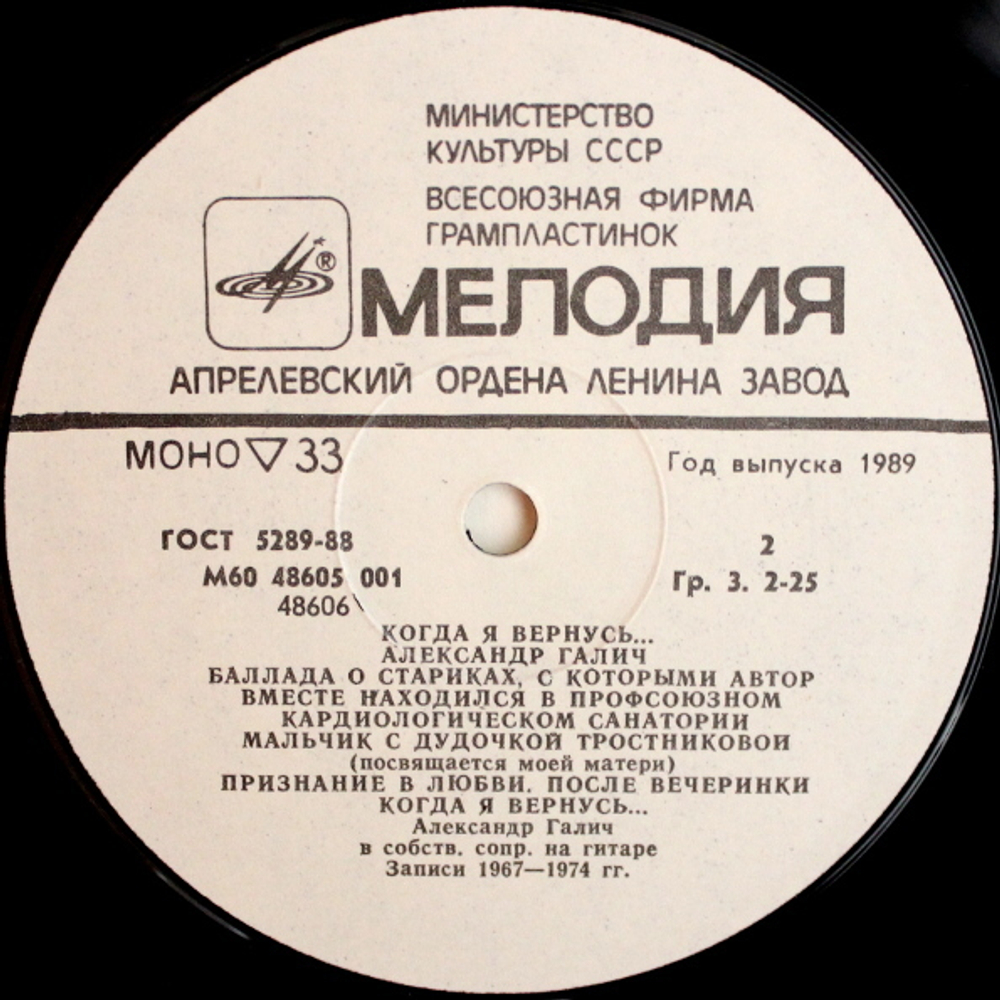 МИНИСТЕРСТВО
КУЛЬТУРЫ СССР
ВСЕСОЮЗНАЯ ФИРМА
ГРАМПЛАСТИНОК
®
МЕЛОДИЯ
АПРЕЛЕВСКИЙ ОРДЕНА ЛЕНИНА ЗАВОД
МОНО ▽ 33
Год выпуска 1989
ГОСТ 5289-88
2
М60 48605 001
Гр. 3. 2-25
48606
КОГДА Я ВЕРНУСЬ...
АЛЕКСАНДР ГАЛИЧ
БАЛЛАДА О СТАРИКАХ, С КОТОРЫМИ АВТОР
ВМЕСТЕ НАХОДИЛСЯ В ПРОФСОЮЗНОМ
КАРДИОЛОГИЧЕСКОМ САНАТОРИИ
МАЛЬЧИК С ДУДОЧКОЙ ТРОСТНИКОВОЙ
(посвящается моей матери)
ПРИЗНАНИЕ В ЛЮБВИ. ПОСЛЕ ВЕЧЕРИНКИ
КОГДА Я ВЕРНУСЬ...
Александр Галич
в собств. сопр. на гитаре
Записи 1967—1974 гг.